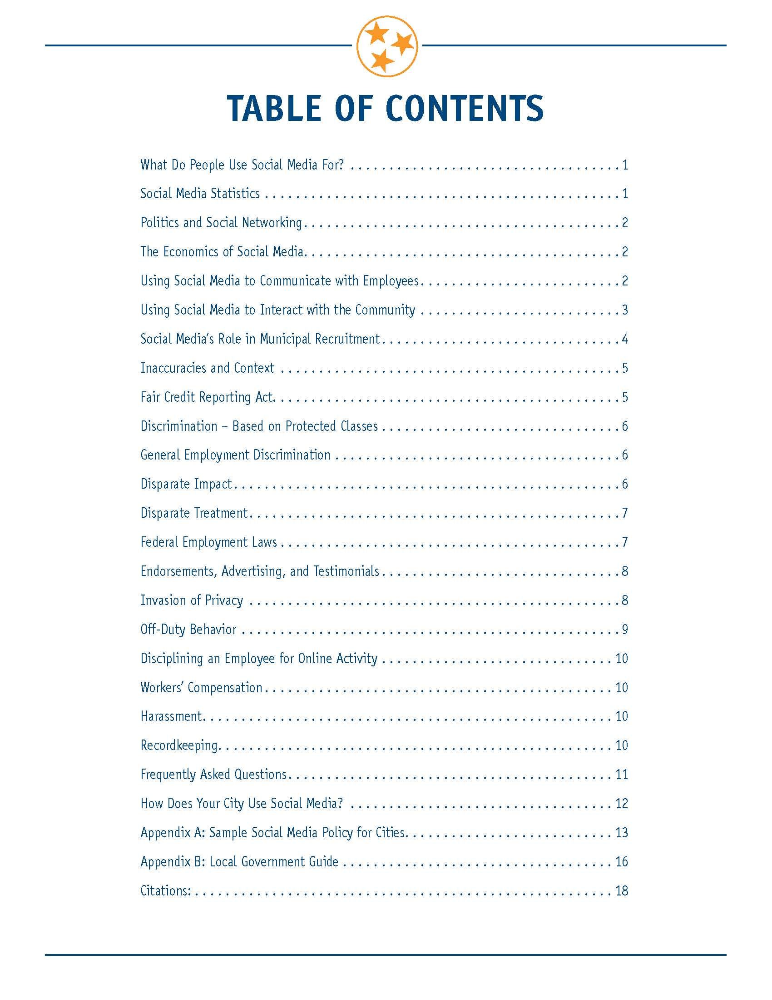 TABLE OF CONTENTS
What Do People Use Social Media For? . . . . . . . . . . . . . . . . . . . . . . . . . . . . . . . . . . . 1
Social Media Statistics . . . . . . . . . . . . . . . . . . . . . . . . . . . . . . . . . . . . . . . . . . . . . . 1
Politics and Social Networking. . . . . . . . . . . . . . . . . . . . . . . . . . . . . . . . . . . . . . . . . 2
The Economics of Social Media. . . . . . . . . . . . . . . . . . . . . . . . . . . . . . . . . . . . . . . . . 2
Using Social Media to Communicate with Employees. . . . . . . . . . . . . . . . . . . . . . . . . . 2
Using Social Media to Interact with the Community . . . . . . . . . . . . . . . . . . . . . . . . . . 3
Social Media’s Role in Municipal Recruitment. . . . . . . . . . . . . . . . . . . . . . . . . . . . . . . 4
Inaccuracies and Context . . . . . . . . . . . . . . . . . . . . . . . . . . . . . . . . . . . . . . . . . . . . 5
Fair Credit Reporting Act. . . . . . . . . . . . . . . . . . . . . . . . . . . . . . . . . . . . . . . . . . . . . 5
Discrimination – Based on Protected Classes . . . . . . . . . . . . . . . . . . . . . . . . . . . . . . . 6
General Employment Discrimination . . . . . . . . . . . . . . . . . . . . . . . . . . . . . . . . . . . . . 6
Disparate Impact. . . . . . . . . . . . . . . . . . . . . . . . . . . . . . . . . . . . . . . . . . . . . . . . . . 6
Disparate Treatment. . . . . . . . . . . . . . . . . . . . . . . . . . . . . . . . . . . . . . . . . . . . . . . . 7
Federal Employment Laws . . . . . . . . . . . . . . . . . . . . . . . . . . . . . . . . . . . . . . . . . . . . 7
Endorsements, Advertising, and Testimonials . . . . . . . . . . . . . . . . . . . . . . . . . . . . . . . 8
Invasion of Privacy . . . . . . . . . . . . . . . . . . . . . . . . . . . . . . . . . . . . . . . . . . . . . . . . 8
Off-Duty Behavior . . . . . . . . . . . . . . . . . . . . . . . . . . . . . . . . . . . . . . . . . . . . . . . . . 9
Disciplining an Employee for Online Activity . . . . . . . . . . . . . . . . . . . . . . . . . . . . . . 10
Workers’ Compensation . . . . . . . . . . . . . . . . . . . . . . . . . . . . . . . . . . . . . . . . . . . . . 10
Harassment. . . . . . . . . . . . . . . . . . . . . . . . . . . . . . . . . . . . . . . . . . . . . . . . . . . . . 10
Recordkeeping. . . . . . . . . . . . . . . . . . . . . . . . . . . . . . . . . . . . . . . . . . . . . . . . . . . 10
Frequently Asked Questions. . . . . . . . . . . . . . . . . . . . . . . . . . . . . . . . . . . . . . . . . . 11
How Does Your City Use Social Media? . . . . . . . . . . . . . . . . . . . . . . . . . . . . . . . . . . 12
Appendix A: Sample Social Media Policy for Cities. . . . . . . . . . . . . . . . . . . . . . . . . . . 13
Appendix B: Local Government Guide . . . . . . . . . . . . . . . . . . . . . . . . . . . . . . . . . . . 16
Citations: . . . . . . . . . . . . . . . . . . . . . . . . . . . . . . . . . . . . . . . . . . . . . . . . . . . . . . 18